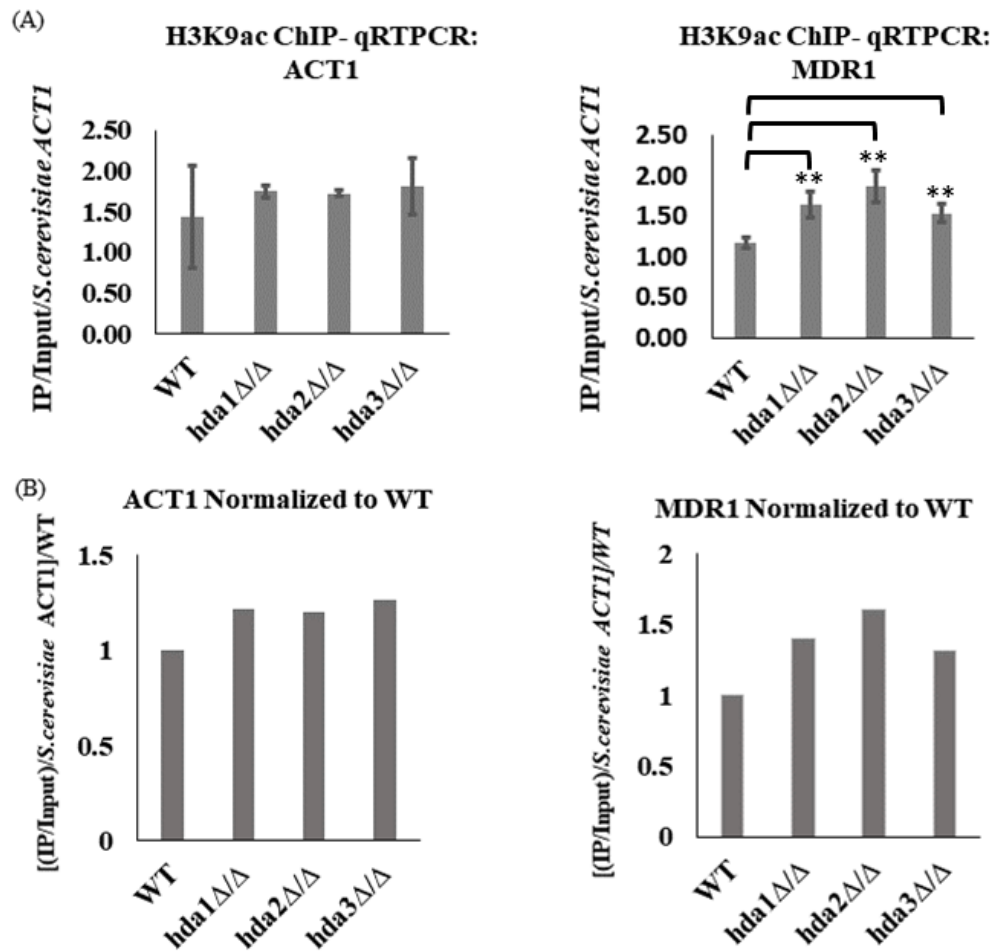 (A)
H3K9ac ChIP- qRTPCR:
ACT1
IP/Input/S.cerevisiae ACT1
2.50
2.00
1.50
1.00
0.50
0.00
WT
hda1Δ/Δ
hda2Δ/Δ
hda3Δ/Δ
H3K9ac ChIP- qRTPCR:
MDR1
IP/Input/S.cerevisiae ACT1
2.50
2.00
1.50
1.00
0.50
0.00
**
**
**
WT
hda1Δ/Δ
hda2Δ/Δ
hda3Δ/Δ
(B)
ACT1 Normalized to WT
[(IP/Input)/S.cerevisiae ACT1]/WT
1.5
1
0.5
0
WT
hda1Δ/Δ
hda2Δ/Δ
hda3Δ/Δ
MDR1 Normalized to WT
[(IP/Input)/S.cerevisiae ACT1]/WT
2
1.5
1
0.5
0
WT
hda1Δ/Δ
hda2Δ/Δ
hda3Δ/Δ